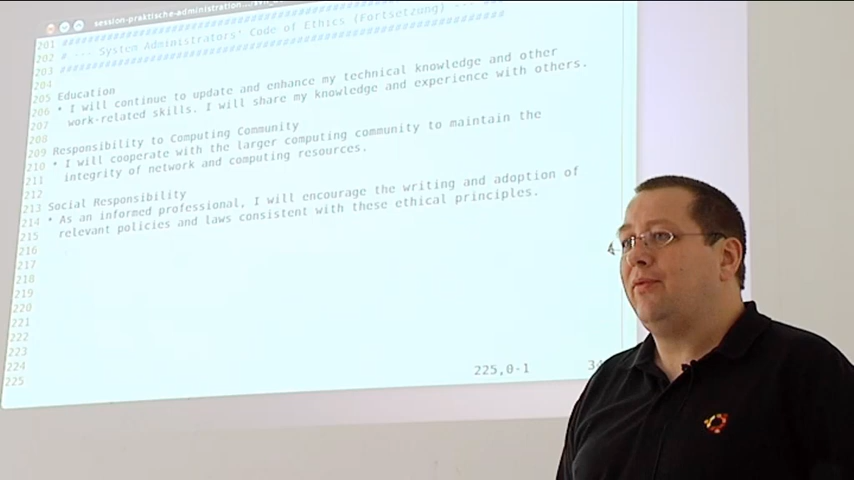 session-praktische-administration
201 ############################################################
202 # --- System Administrators' Code of Ethics (Fortsetzung) ---
203 ############################################################
204
205 Education
206 * I will continue to update and enhance my technical knowledge and other
207 work-related skills. I will share my knowledge and experience with others.
208
209 Responsibility to Computing Community
210 * I will cooperate with the larger computing community to maintain the
211 integrity of network and computing resources.
212
213 Social Responsibility
214 * As an informed professional, I will encourage the writing and adoption of
215 relevant policies and laws consistent with these ethical principles.
216
217
218
219
220
221
222
223
224
225
225,0-1